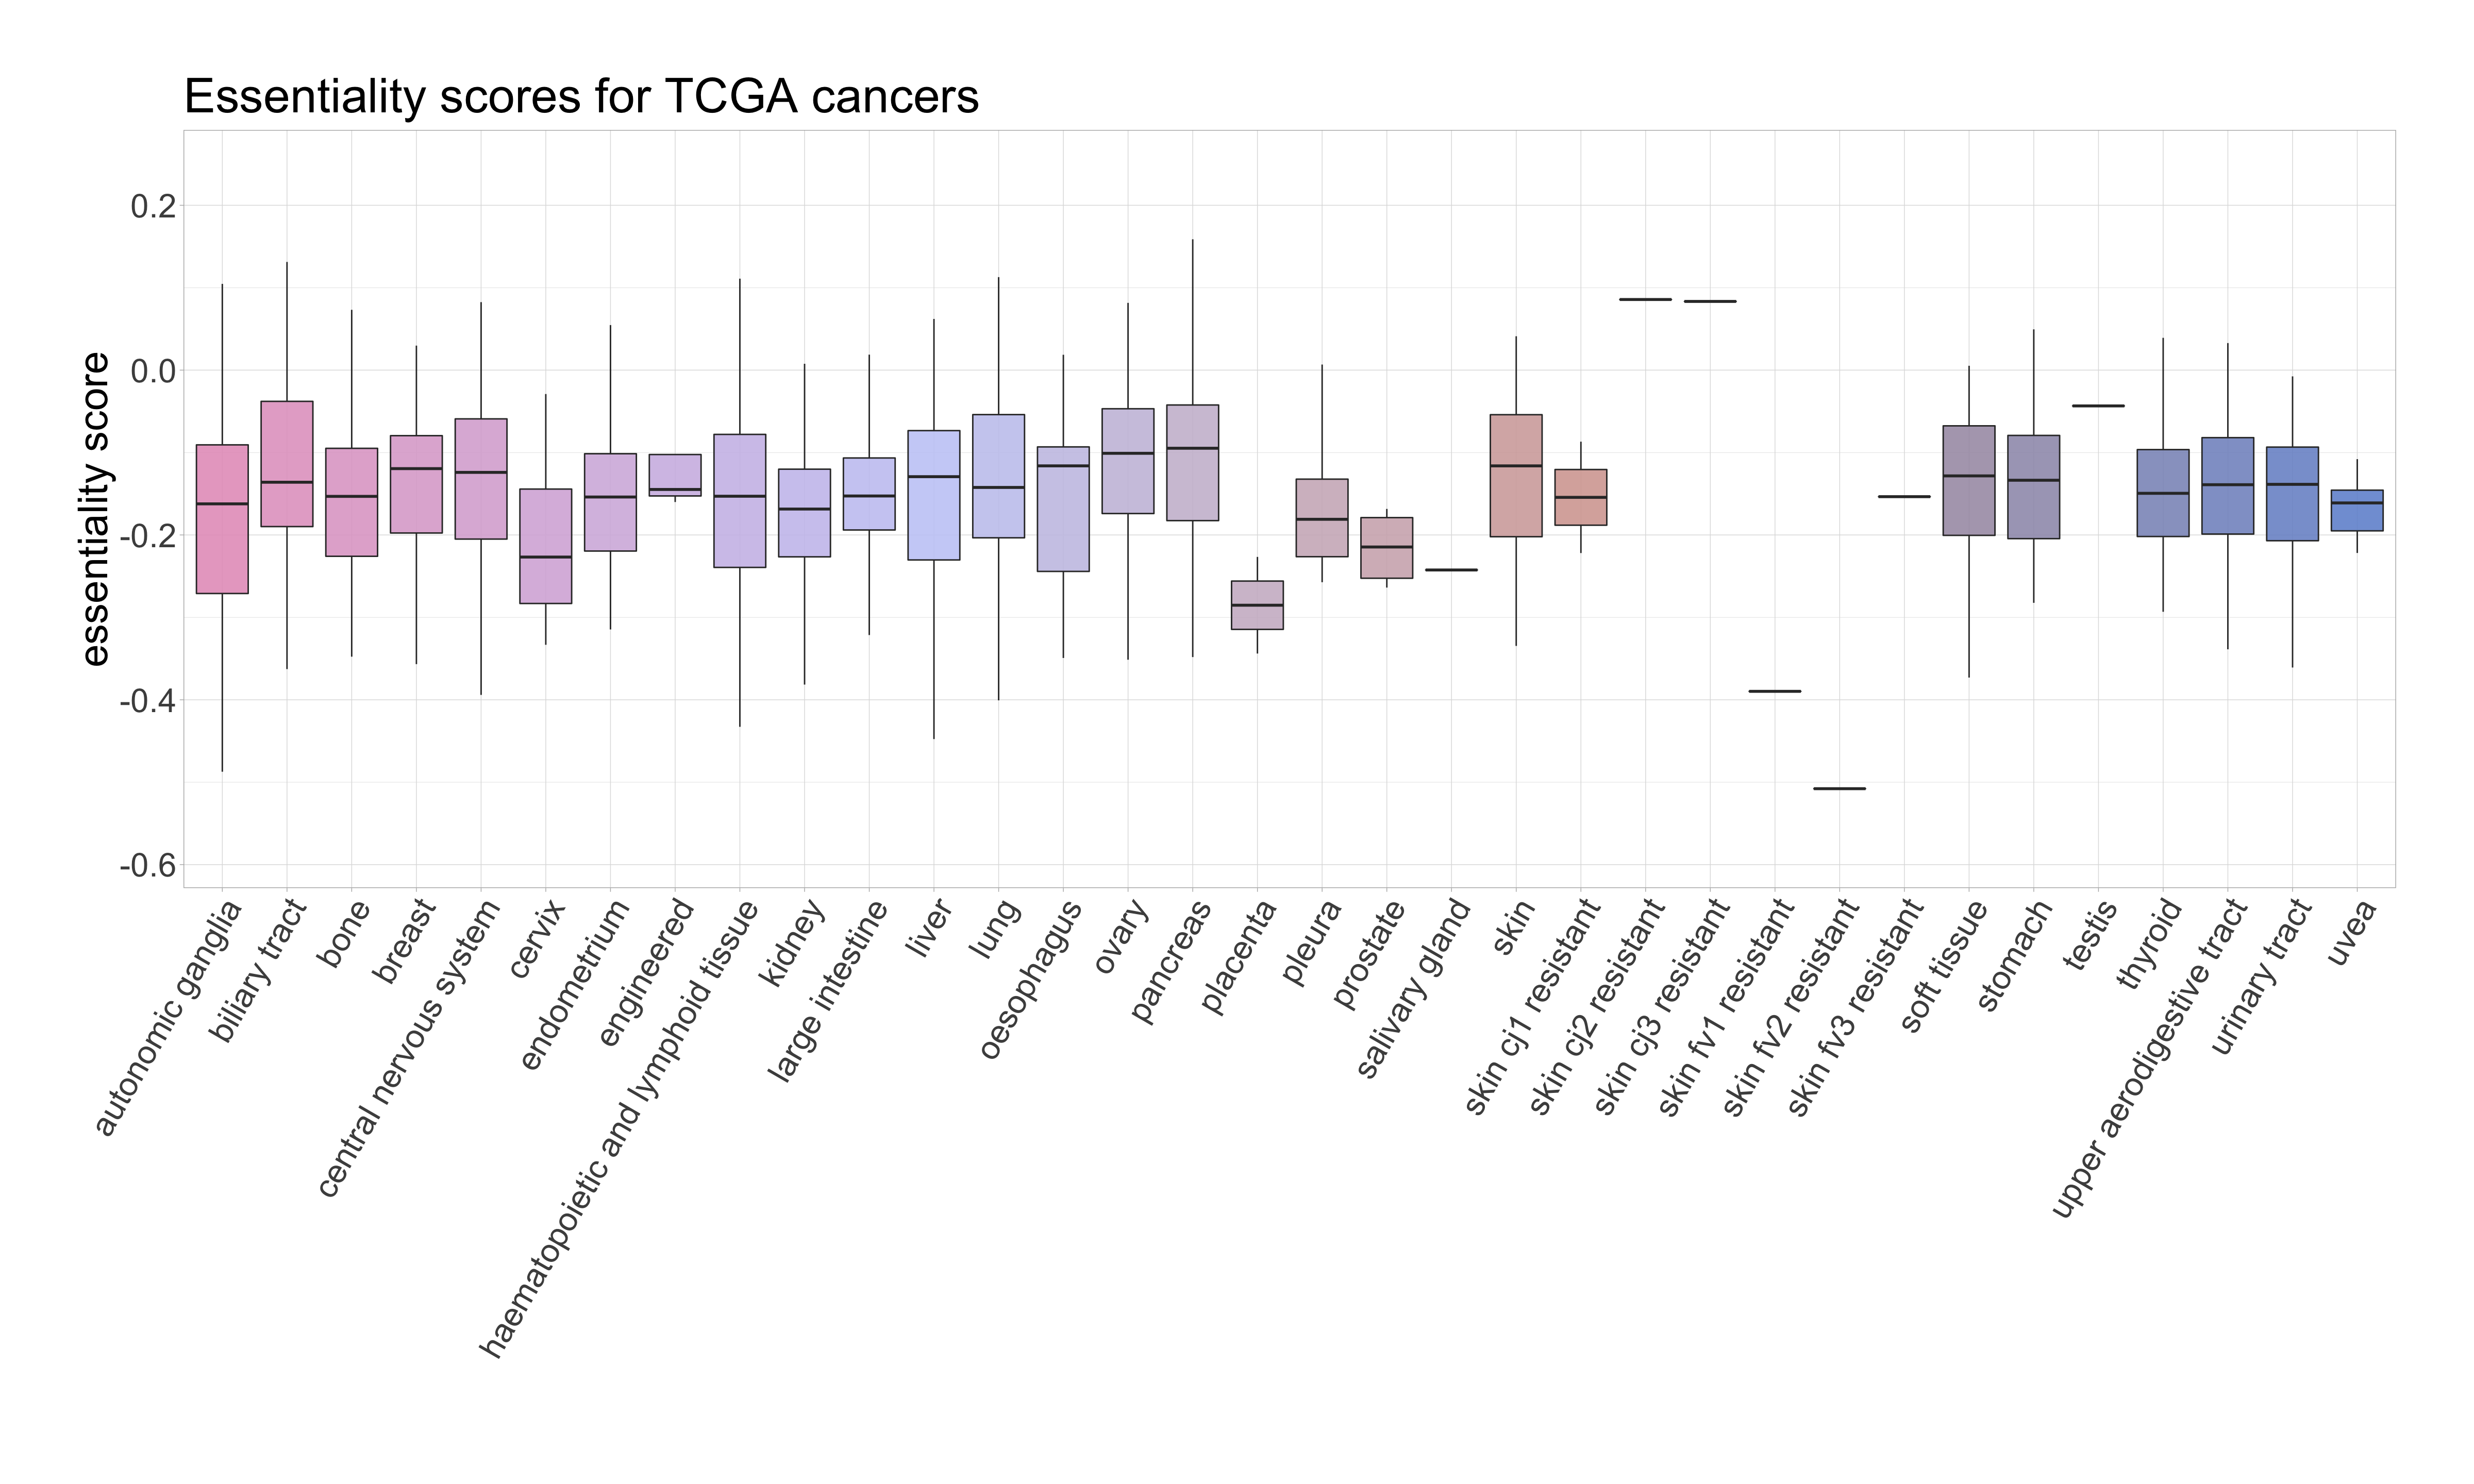 Essentiality scores for TCGA cancers
essentiality score
0.2
0.0
-0.2
-0.4
-0.6
autonomic ganglia
biliary tract
bone
breast
central nervous system
cervix
endometrium
engineered
haematopoietic and lymphoid tissue
kidney
large intestine
liver
lung
oesophagus
ovary
pancreas
placenta
pleura
prostate
salivary gland
skin
skin cj1 resistant
skin cj2 resistant
skin cj3 resistant
skin fv1 resistant
skin fv2 resistant
skin fv3 resistant
soft tissue
stomach
testis
thyroid
upper aerodigestive tract
urinary tract
uvea